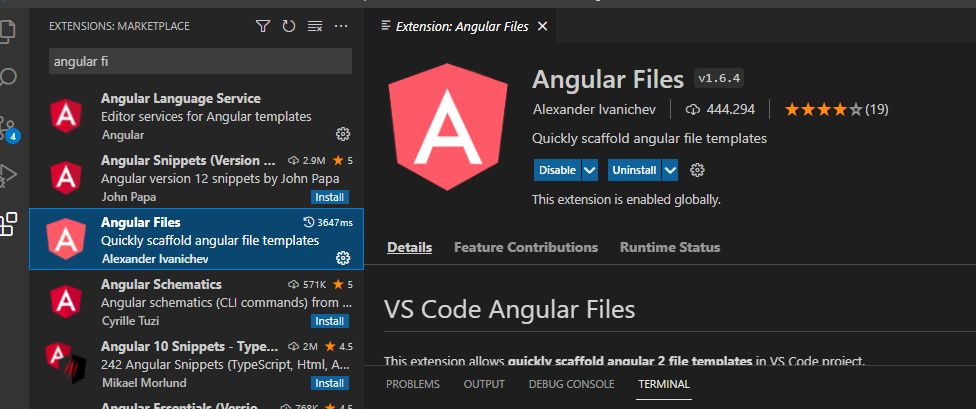 EXTENSIONS: MARKETPLACE
angular fi
Angular Language Service
Editor services for Angular templates
Angular
Angular Snippets (Version ... 2.9M ★ 5
Angular version 12 snippets by John Papa
John Papa Install
Angular Files 3647ms
Quickly scaffold angular file templates
Alexander Ivanichev
Angular Schematics 571K ★ 5
Angular schematics (CLI commands) from ...
Cyrille Tuzi Install
Angular 10 Snippets - Type... 2M ★ 4.5
242 Angular Snippets (TypeScript, Html, A...
Mikael Morlund Install
Angular Essentials (Versio... 768K ★ 4.5
4
Extension: Angular Files
Angular Files v1.6.4
Alexander Ivanichev | 444.294 | ★★★★☆(19)
Quickly scaffold angular file templates
Disable Uninstall
This extension is enabled globally.
Details Feature Contributions Runtime Status
VS Code Angular Files
This extension allows quickly scaffold angular 2 file templates in VS Code project.
PROBLEMS OUTPUT DEBUG CONSOLE TERMINAL